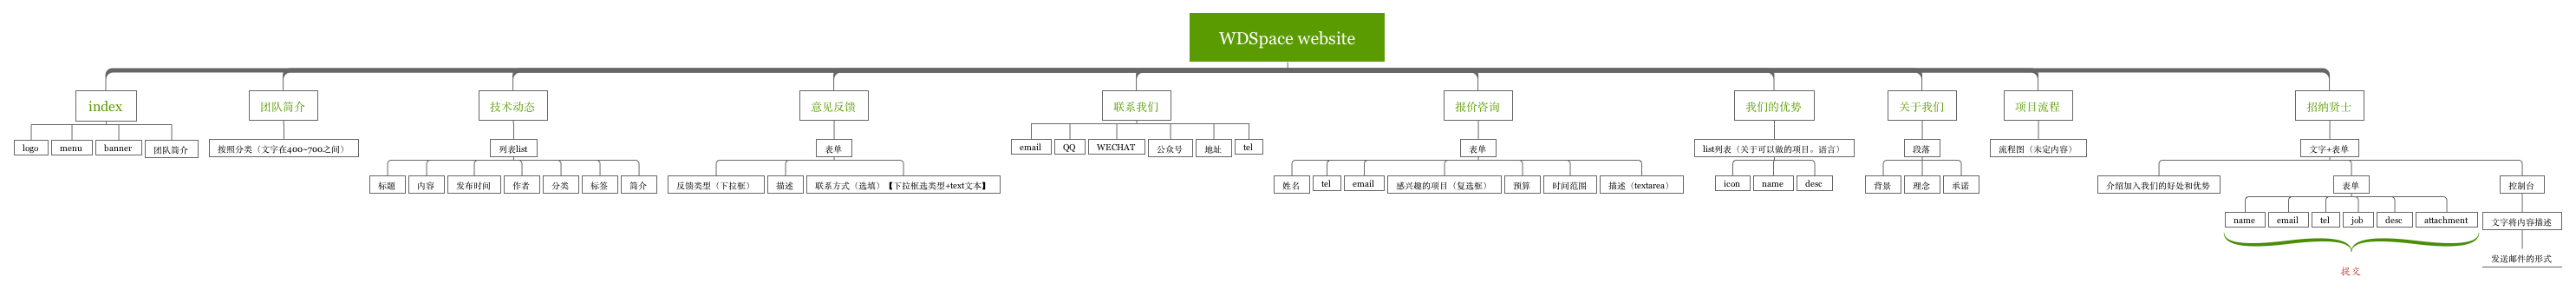 WDSpace website
index
团队简介
技术动态
意见反馈
联系我们
报价咨询
我们的优势
关于我们
项目流程
招纳贤士
logo
menu
banner
团队简介
按照分类（文字在400~700之间）
列表list
表单
email
QQ
WECHAT
公众号
地址
tel
表单
list列表（关于可以做的项目。语言）
段落
流程图（未定内容）
文字+表单
标题
内容
发布时间
作者
分类
标签
简介
反馈类型（下拉框）
描述
联系方式（选填）【下拉框选类型+text文本】
姓名
tel
email
感兴趣的项目（复选框）
预算
时间范围
描述（textarea）
icon
name
desc
背景
理念
承诺
介绍加入我们的好处和优势
表单
控制台
name
email
tel
job
desc
attachment
文字将内容描述
提交
发送邮件的形式